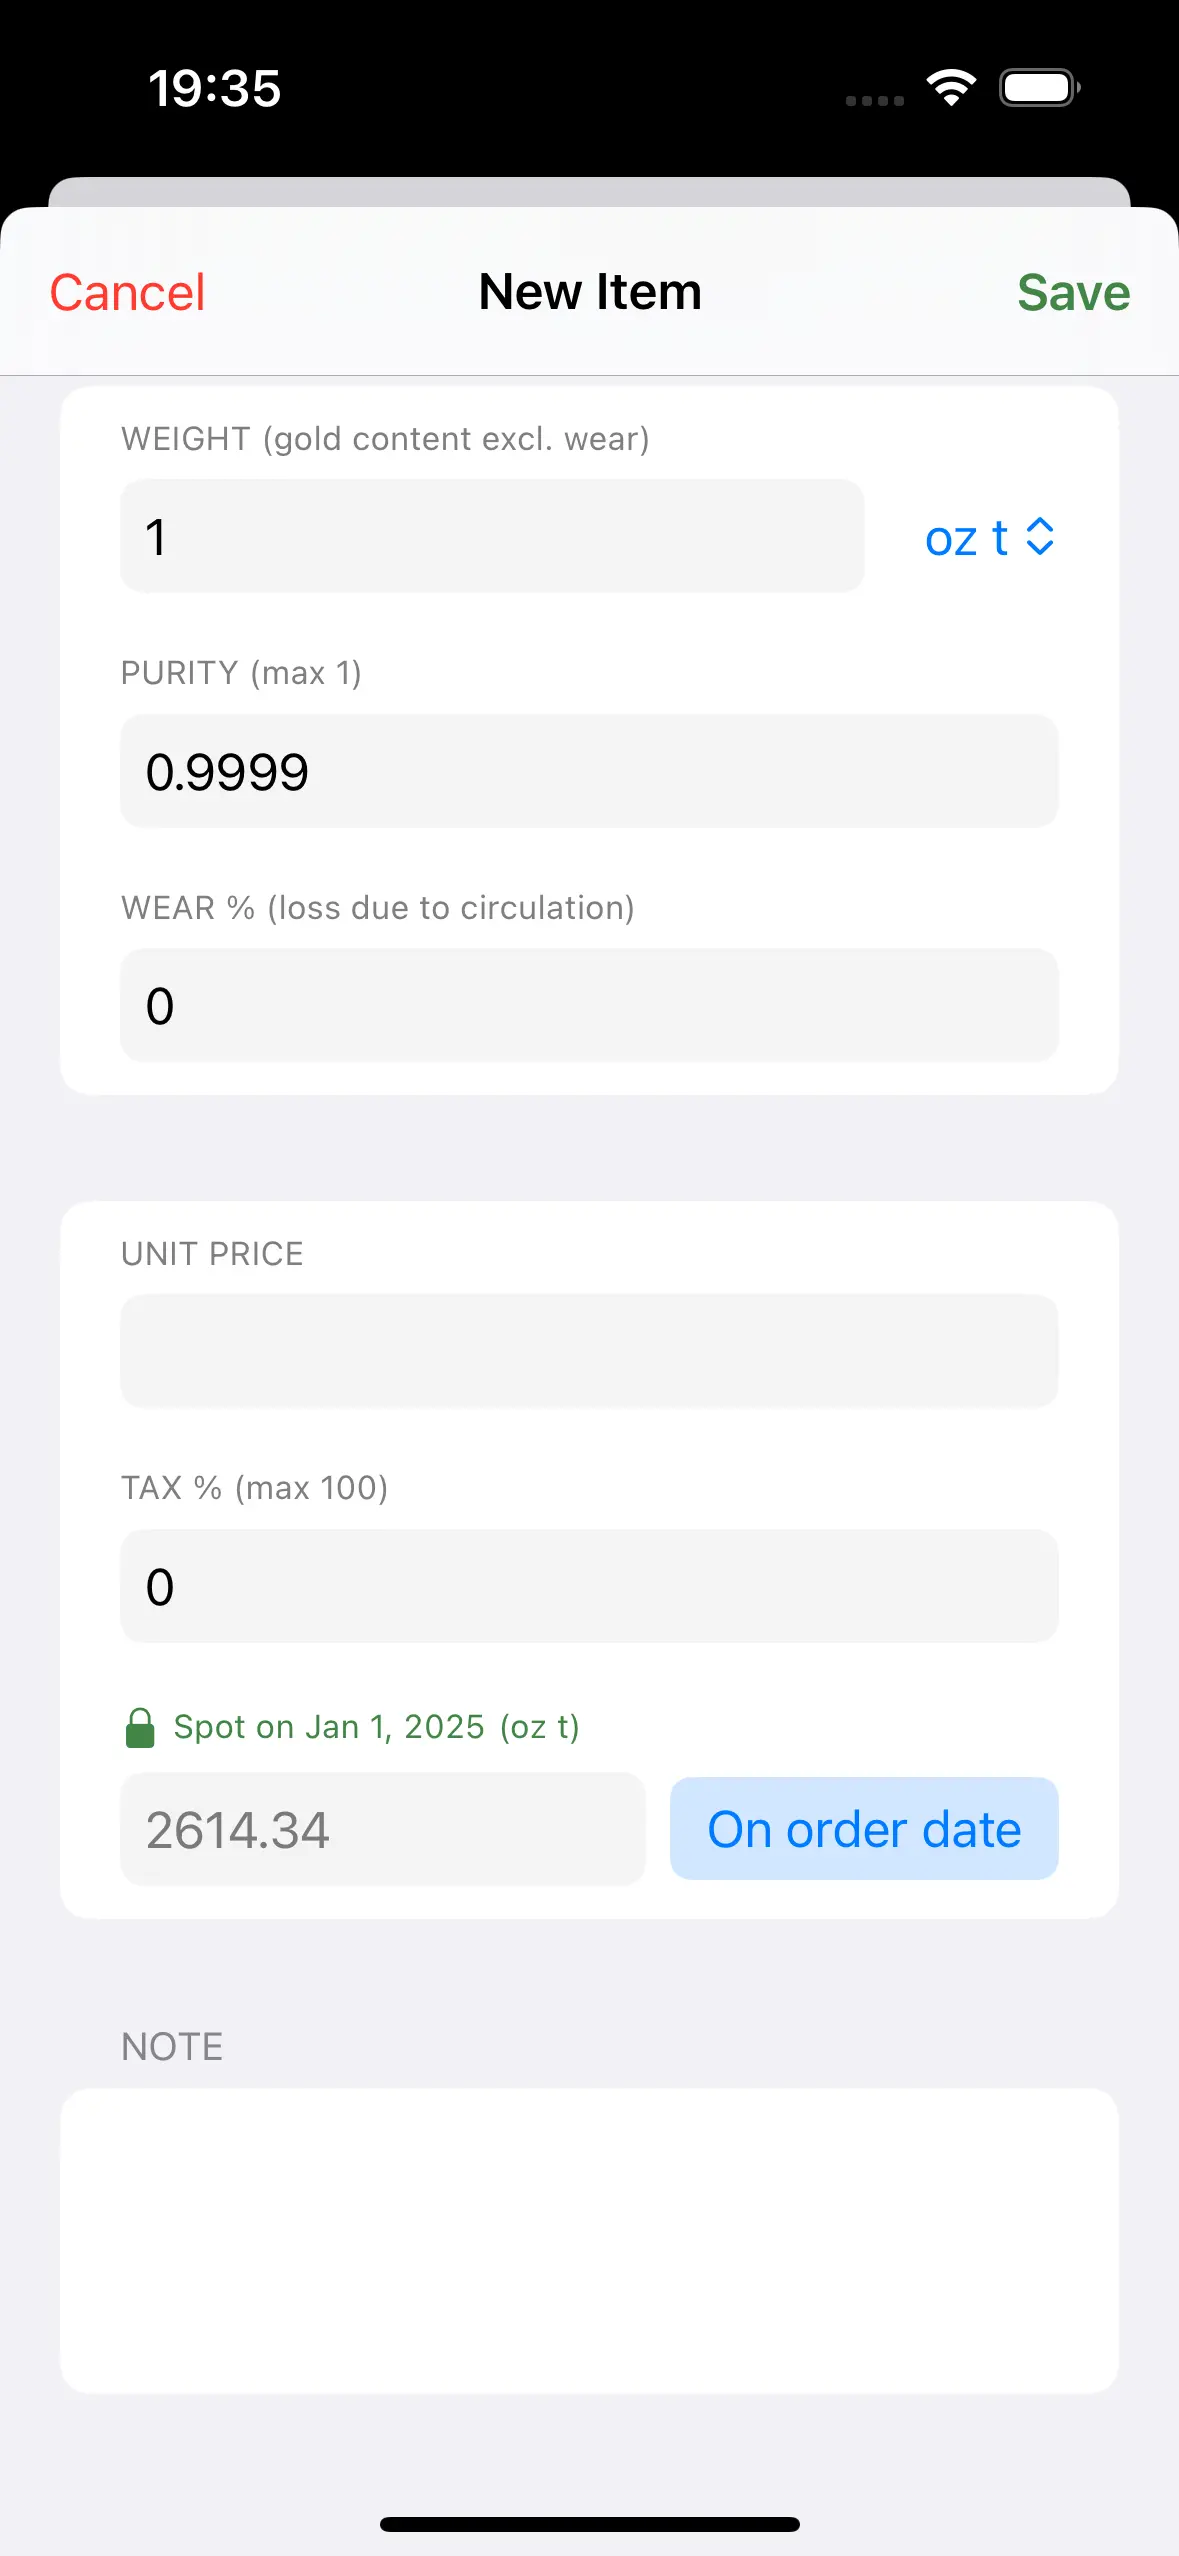 19:35
Cancel
New Item
Save
WEIGHT (gold content excl. wear)
1
oz t
PURITY (max 1)
0.9999
WEAR % (loss due to circulation)
0
UNIT PRICE
TAX % (max 100)
0
Spot on Jan 1, 2025 (oz t)
2614.34
On order date
NOTE